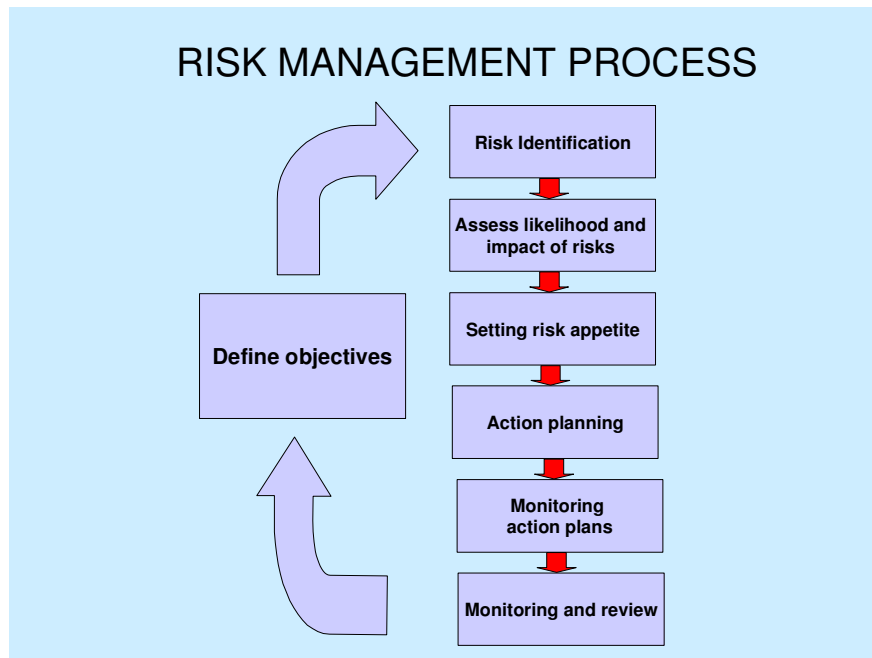 RISK MANAGEMENT PROCESS
Risk Identification
Assess likelihood and
impact of risks
Setting risk appetite
Define objectives
Action planning
Monitoring
action plans
Monitoring and review